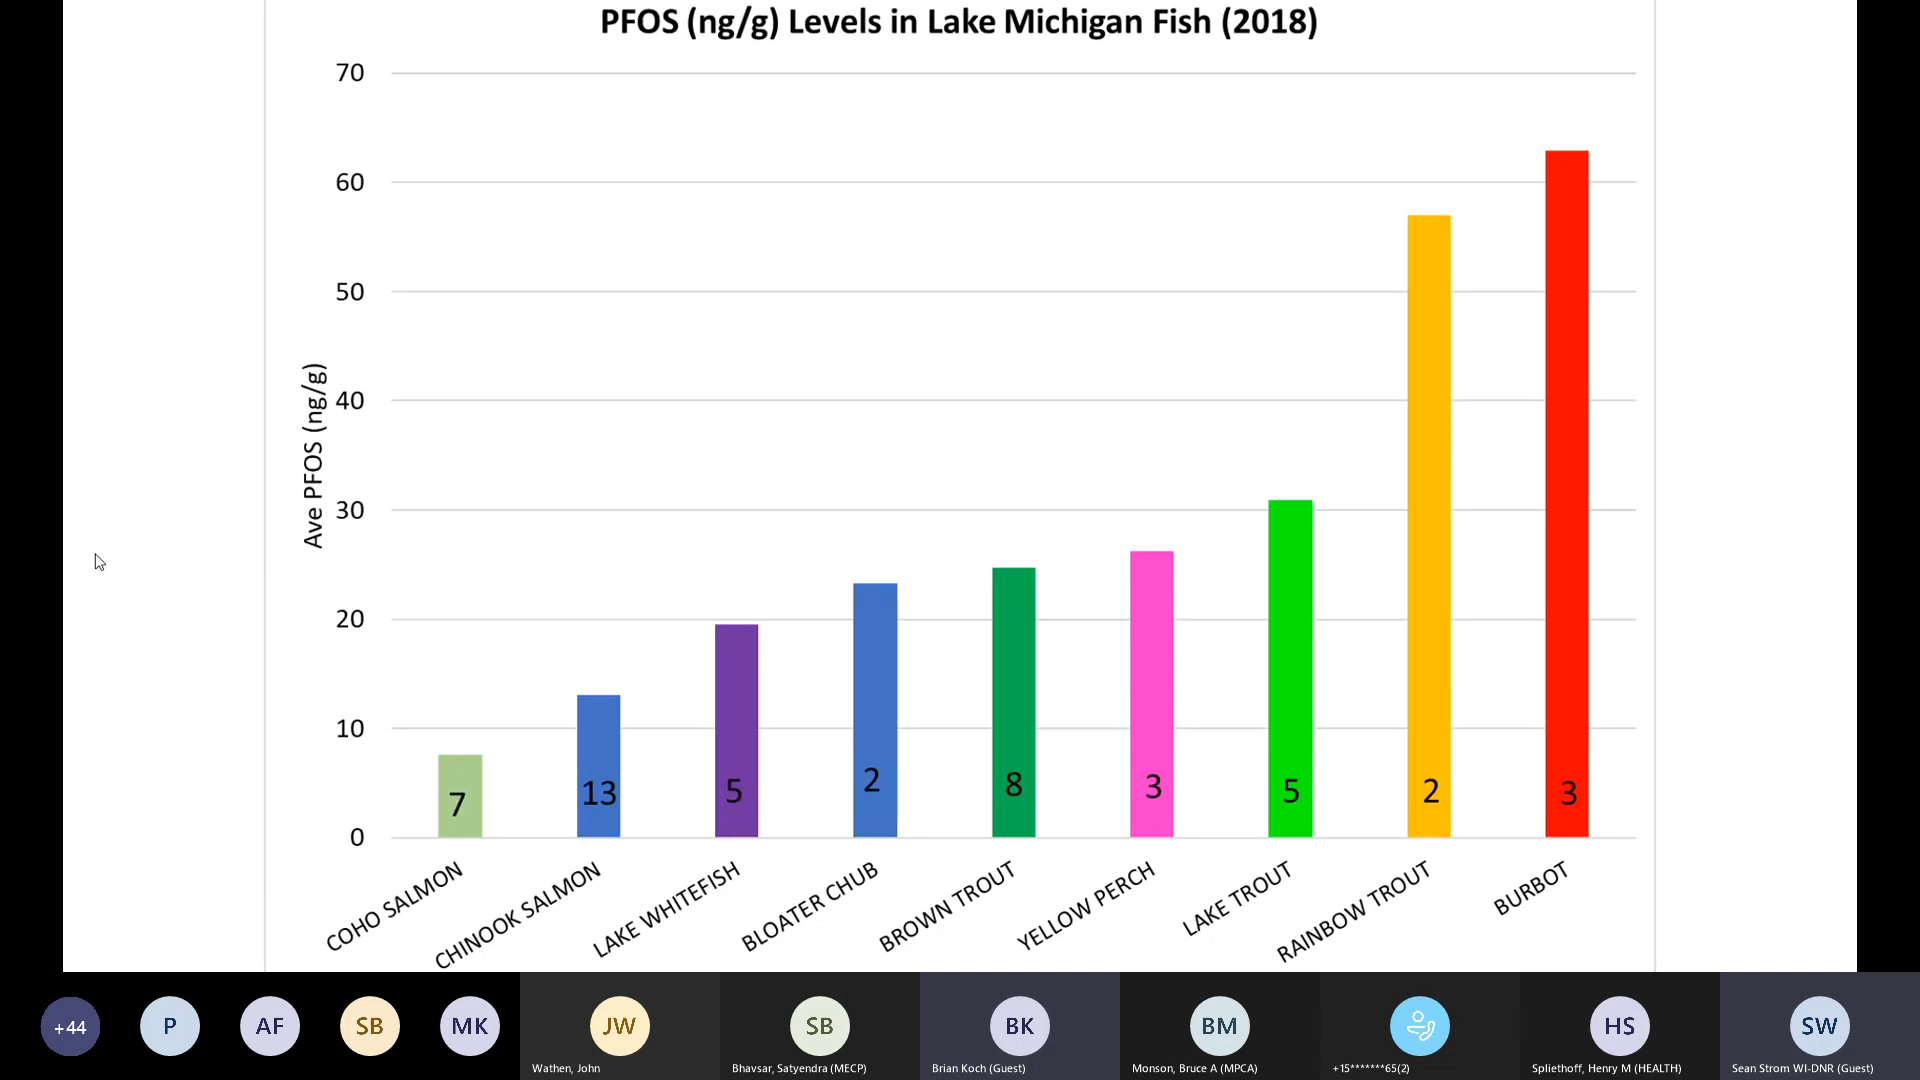 PFOS (ng/g) Levels in Lake Michigan Fish (2018)
70
60
50
40
30
20
10
0
Ave PFOS (ng/g)
7
13
5
2
8
3
5
2
3
COHO SALMON
CHINOOK SALMON
LAKE WHITEFISH
BLOATER CHUB
BROWN TROUT
YELLOW PERCH
LAKE TROUT
RAINBOW TROUT
BURBOT
+44
P
AF
SB
MK
JW
SB
BK
BM
HS
SW
Wathen, John
Bhavsar, Satyendra (MECP)
Brian Koch (Guest)
Monson, Bruce A (MPCA)
+15*******65(2)
Spliethoff, Henry M (HEALTH)
Sean Strom WI-DNR (Guest)